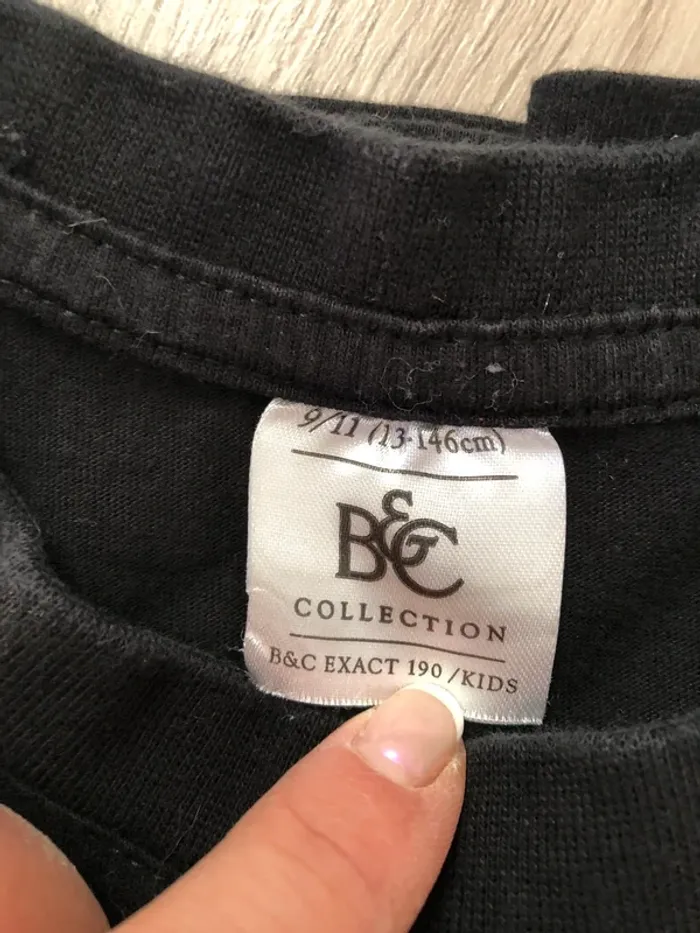 9/11 (13-146cm)
B&C
COLLECTION
B&C EXACT 190 /KIDS